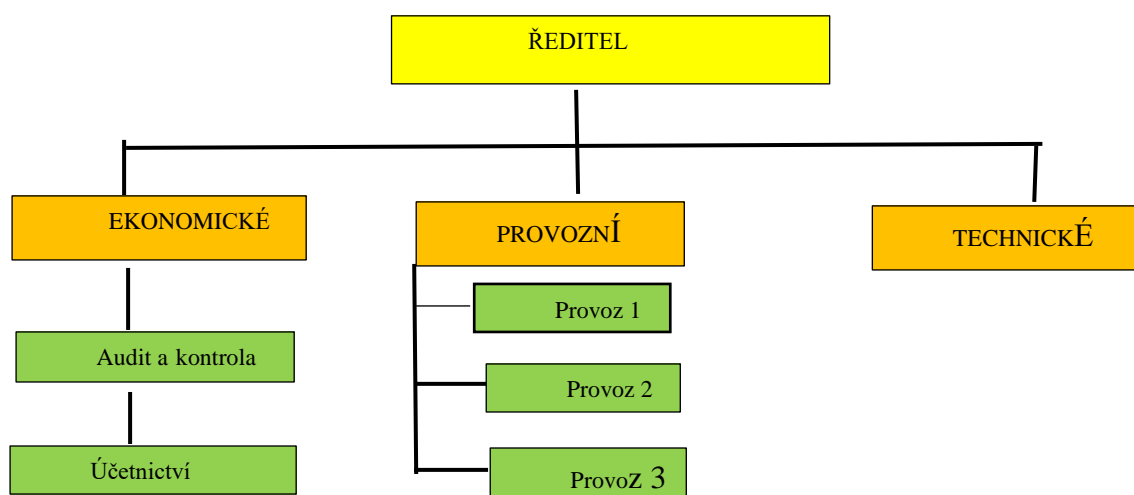 ŘEDITEL
EKONOMICKÉ
PROVOZNÍ
TECHNICKÉ
Provoz 1
Audit a kontrola
Provoz 2
Účetnictví
Provoz 3